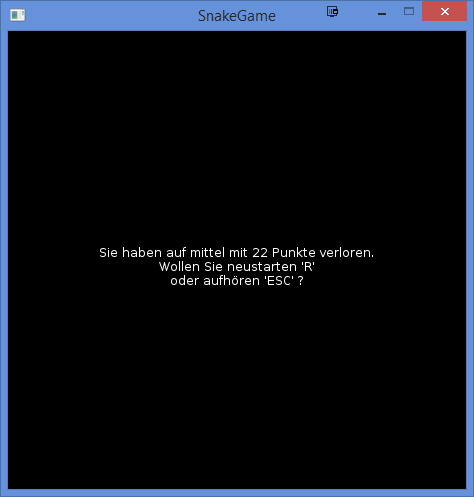 SnakeGame
Sie haben auf mittel mit 22 Punkte verloren.
Wollen Sie neustarten 'R'
oder aufhören 'ESC' ?